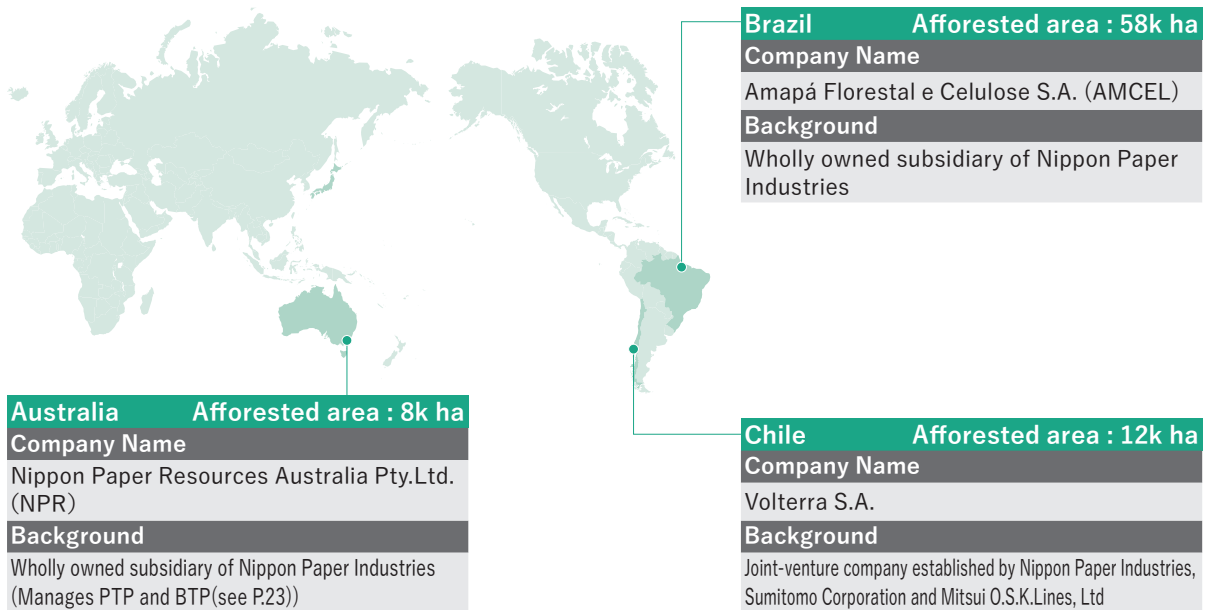 Brazil Afforested area : 58k ha
Company Name
Amapá Florestal e Celulose S.A. (AMCEL)
Background
Wholly owned subsidiary of Nippon Paper
Industries
Australia Afforested area : 8k ha
Company Name
Nippon Paper Resources Australia Pty.Ltd.
(NPR)
Background
Wholly owned subsidiary of Nippon Paper Industries
(Manages PTP and BTP(see P.23))
Chile Afforested area : 12k ha
Company Name
Volterra S.A.
Background
Joint-venture company established by Nippon Paper Industries,
Sumitomo Corporation and Mitsui O.S.K.Lines, Ltd